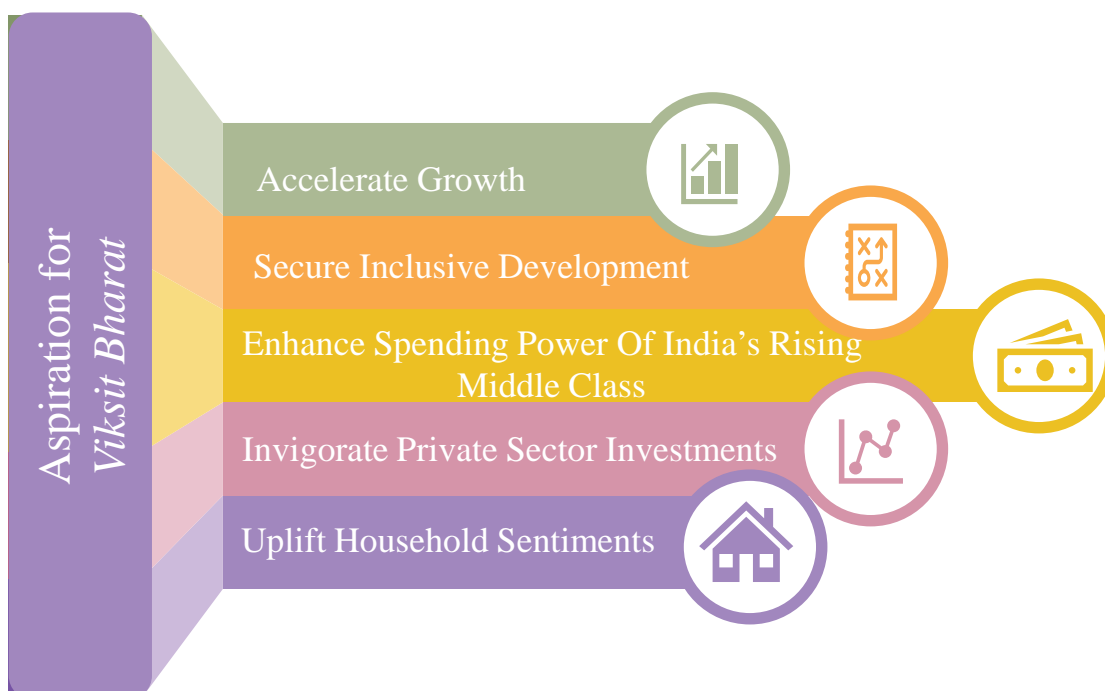 Aspiration for
Viksit Bharat
Accelerate Growth
Secure Inclusive Development
Enhance Spending Power Of India’s Rising
Middle Class
Invigorate Private Sector Investments
Uplift Household Sentiments